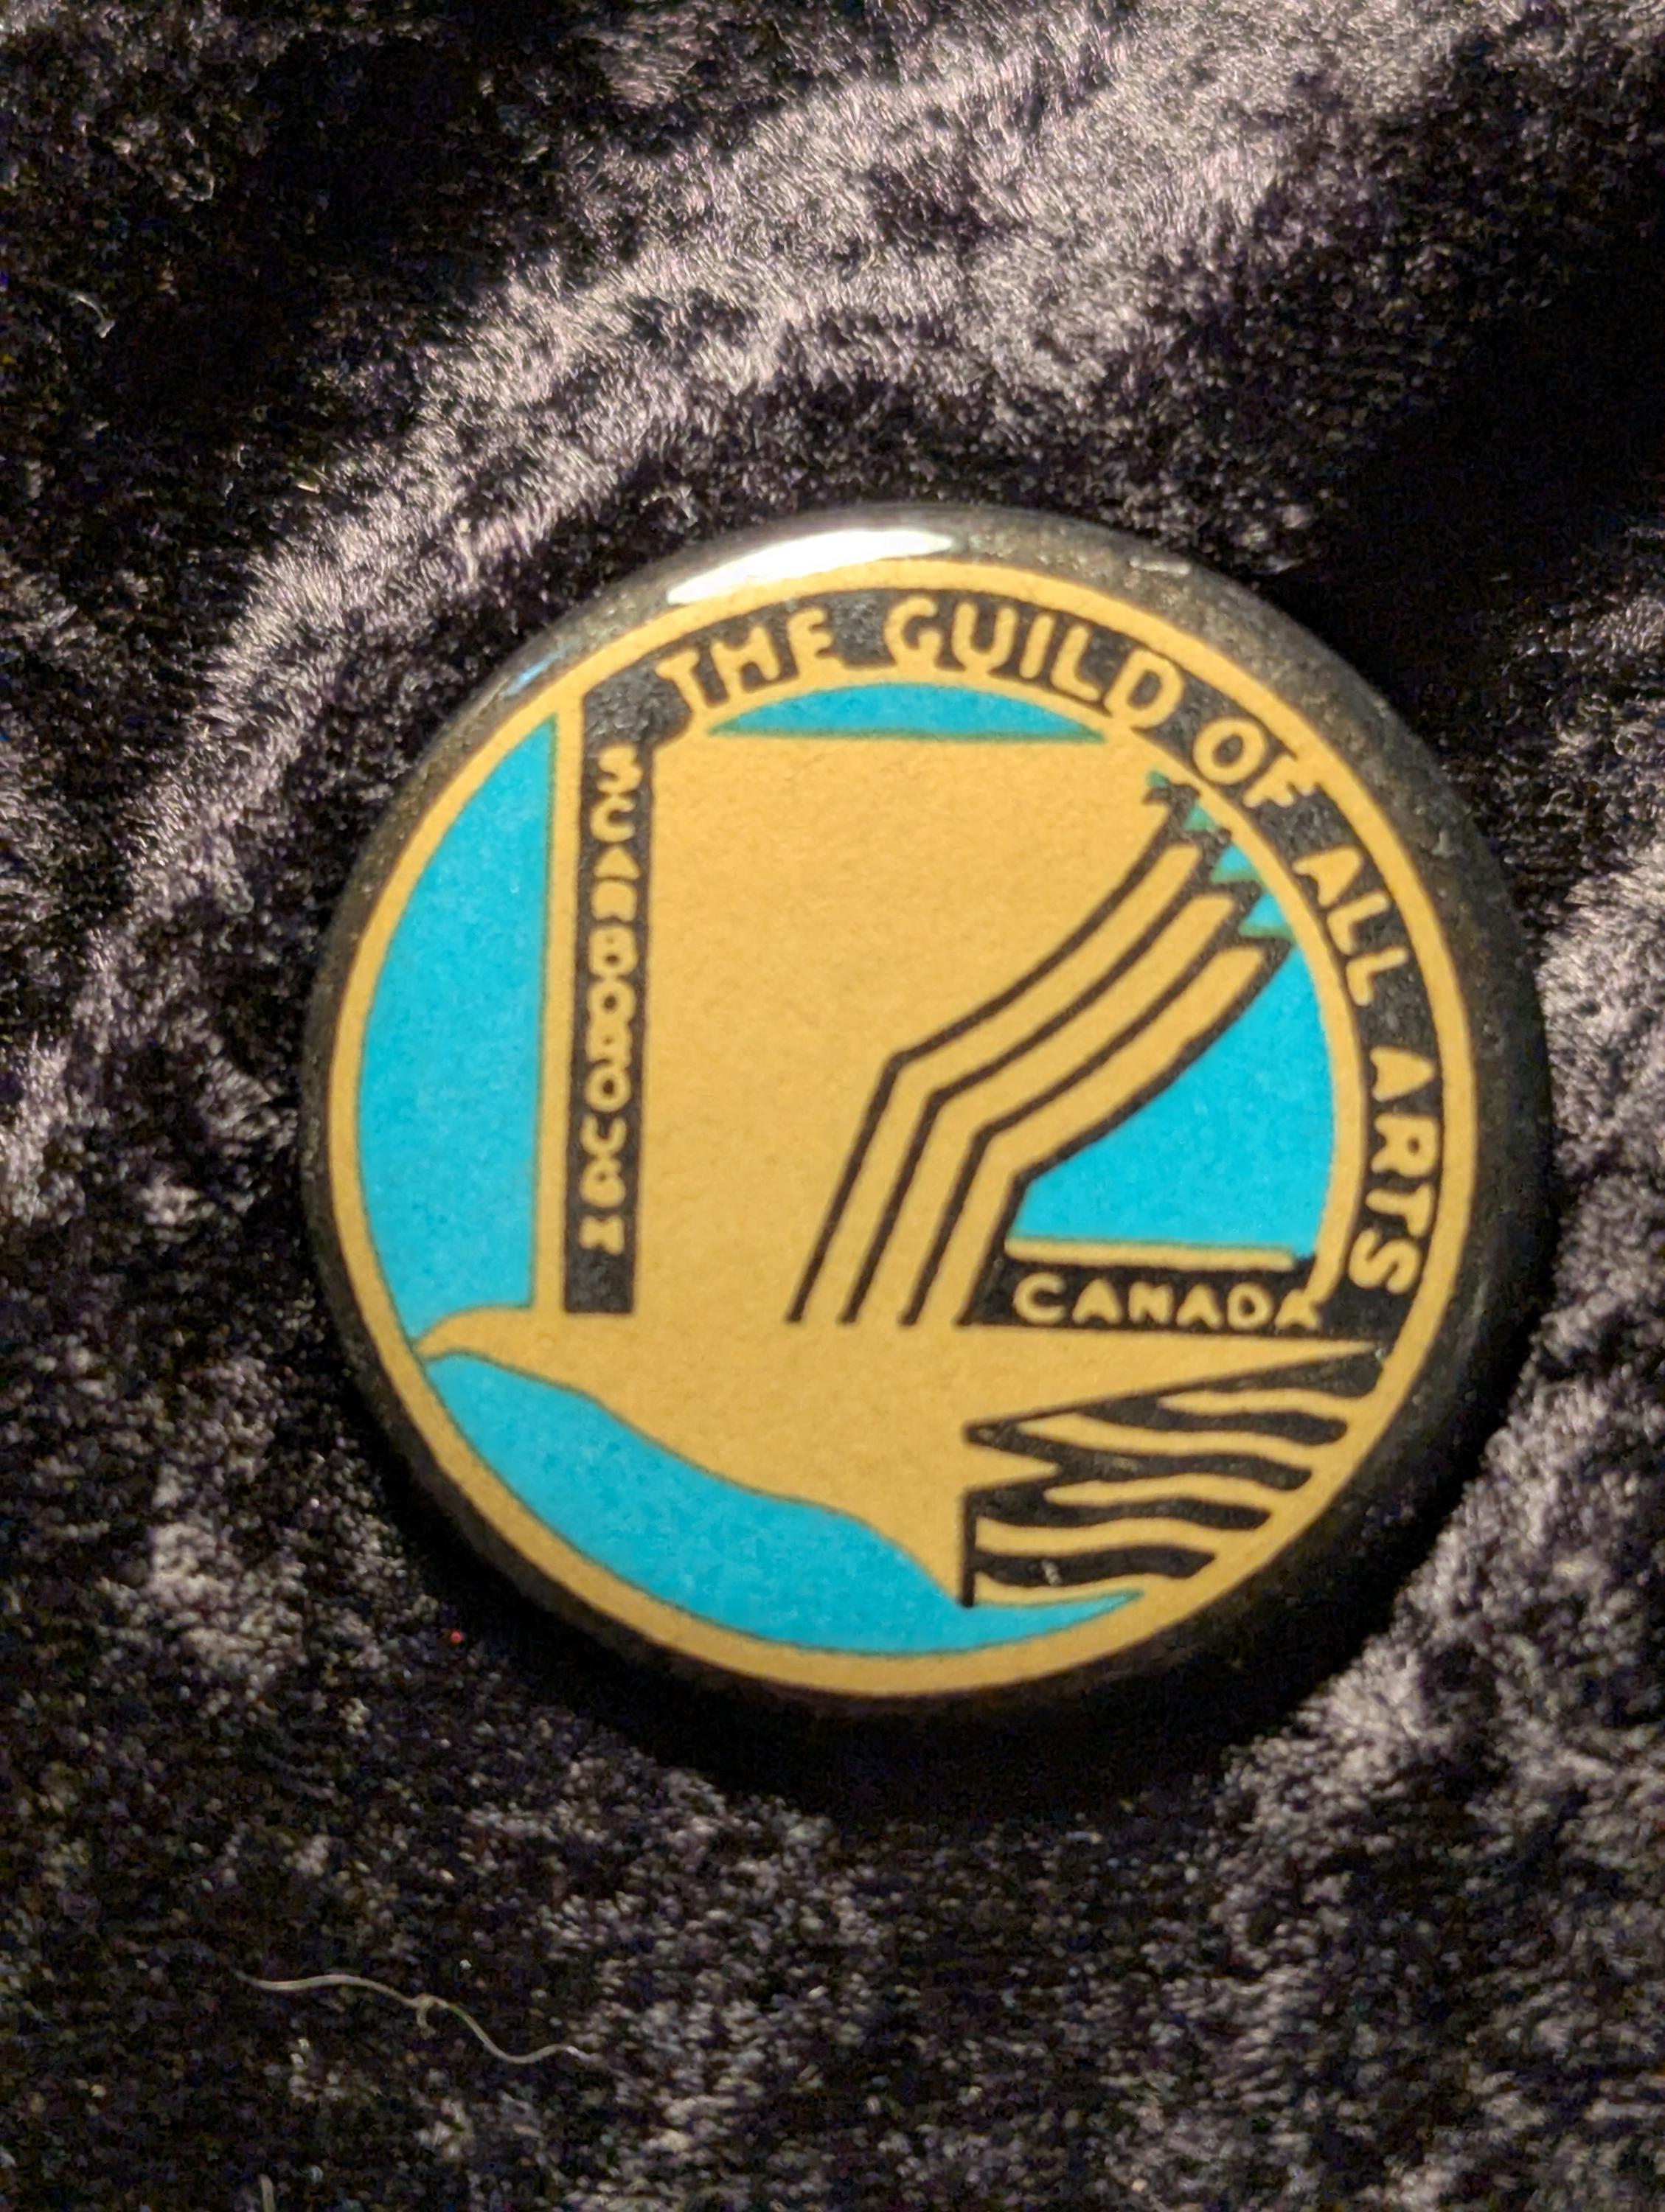 THE GUILD OF ALL ARTS
SCARBOROUGH
CANADA